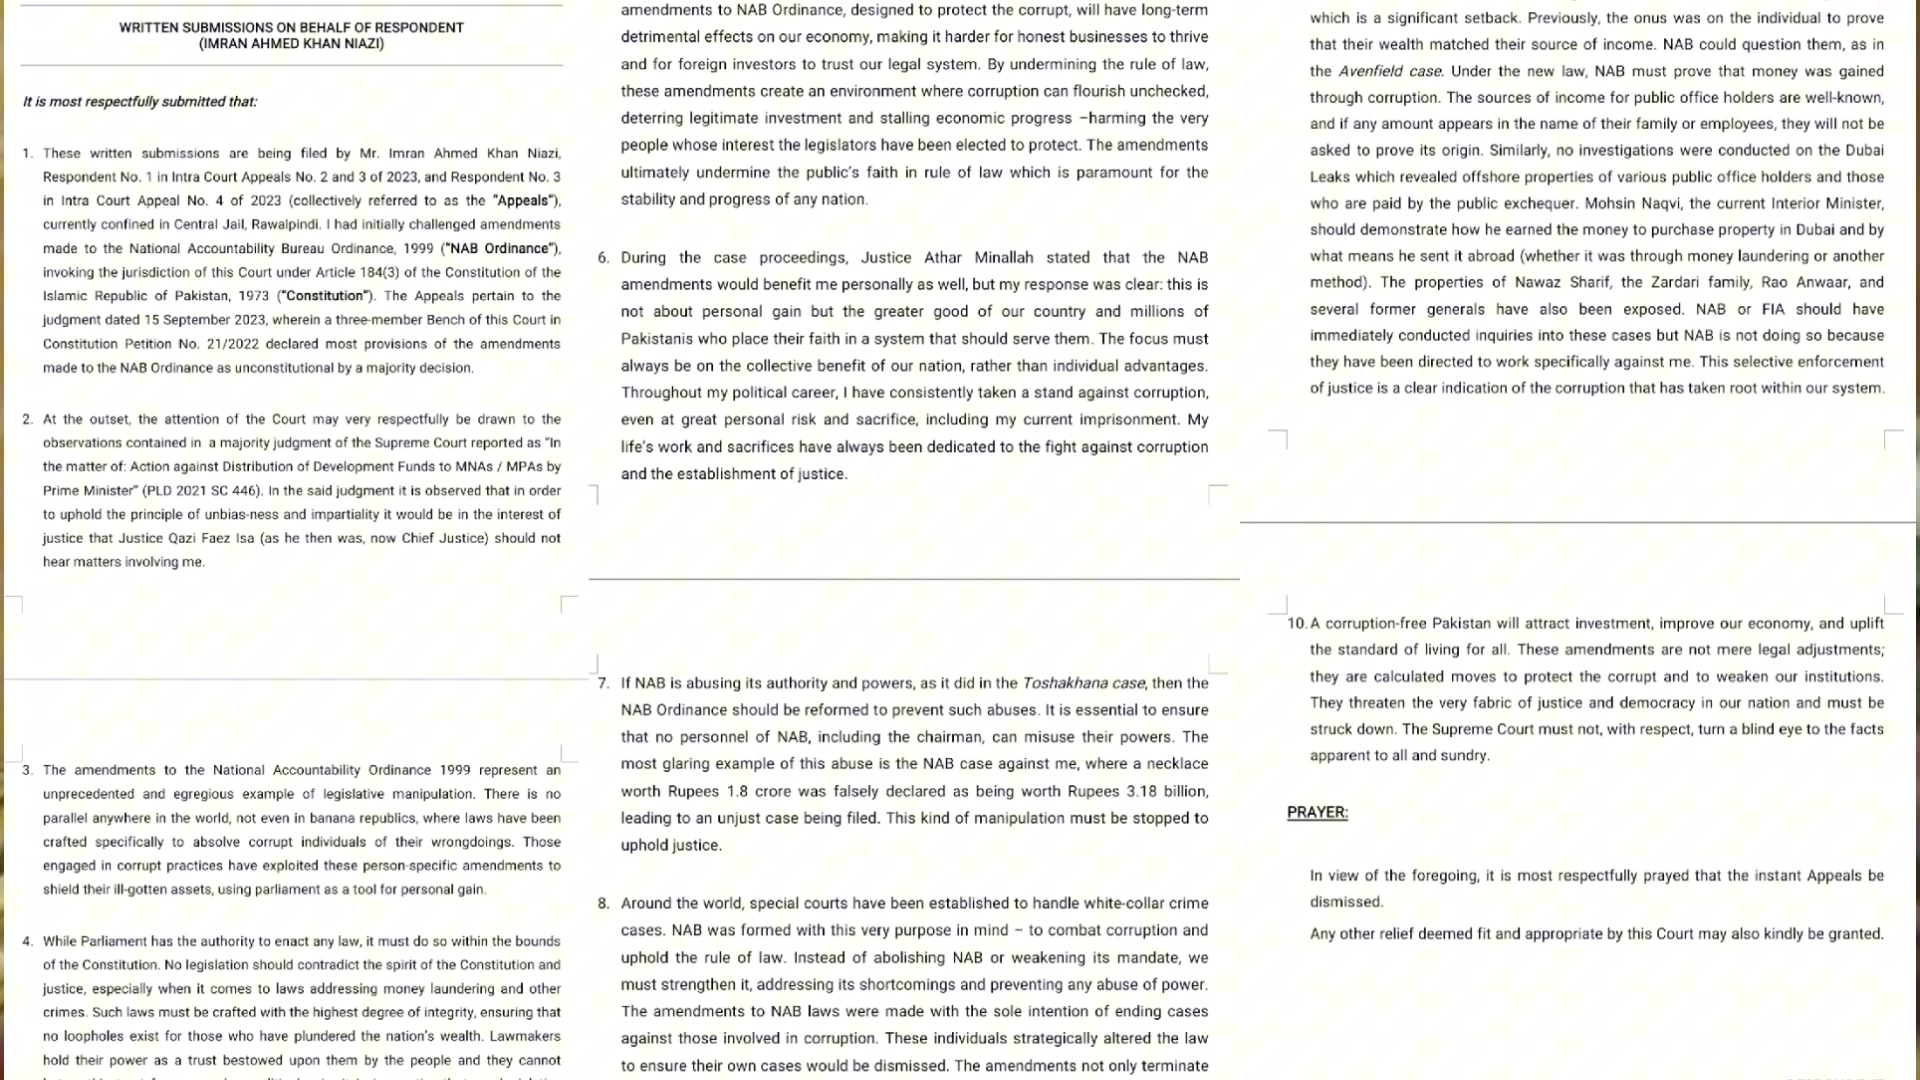 WRITTEN SUBMISSIONS ON BEHALF OF RESPONDENT
(IMRAN AHMED KHAN NIAZI)
It is most respectfully submitted that:
1. These written submissions are being filed by Mr. Imran Ahmed Khan Niazi,
Respondent No. 1 in Intra Court Appeals No. 2 and 3 of 2023, and Respondent No. 3
in Intra Court Appeal No. 4 of 2023 (collectively referred to as the "Appeals"),
currently confined in Central Jail, Rawalpindi. I had initially challenged amendments
made to the National Accountability Bureau Ordinance, 1999 ("NAB Ordinance"),
invoking the jurisdiction of this Court under Article 184(3) of the Constitution of the
Islamic Republic of Pakistan, 1973 ("Constitution"). The Appeals pertain to the
judgment dated 15 September 2023, wherein a three-member Bench of this Court in
Constitution Petition No. 21/2022 declared most provisions of the amendments
made to the NAB Ordinance as unconstitutional by a majority decision.
2. At the outset, the attention of the Court may very respectfully be drawn to the
observations contained in a majority judgment of the Supreme Court reported as "In
the matter of: Action against Distribution of Development Funds to MNAs / MPAs by
Prime Minister" (PLD 2021 SC 446). In the said judgment it is observed that in order
to uphold the principle of unbias-ness and impartiality it would be in the interest of
justice that Justice Qazi Faez Isa (as he then was, now Chief Justice) should not
hear matters involving me.
3. The amendments to the National Accountability Ordinance 1999 represent an
unprecedented and egregious example of legislative manipulation. There is no
parallel anywhere in the world, not even in banana republics, where laws have been
crafted specifically to absolve corrupt individuals of their wrongdoings. Those
engaged in corrupt practices have exploited these person-specific amendments to
shield their ill-gotten assets, using parliament as a tool for personal gain.
4. While Parliament has the authority to enact any law, it must do so within the bounds
of the Constitution. No legislation should contradict the spirit of the Constitution and
justice, especially when it comes to laws addressing money laundering and other
crimes. Such laws must be crafted with the highest degree of integrity, ensuring that
no loopholes exist for those who have plundered the nation's wealth. Lawmakers
hold their power as a trust bestowed upon them by the people and they cannot
amendments to NAB Ordinance, designed to protect the corrupt, will have long-term
detrimental effects on our economy, making it harder for honest businesses to thrive
and for foreign investors to trust our legal system. By undermining the rule of law,
these amendments create an environment where corruption can flourish unchecked,
deterring legitimate investment and stalling economic progress –harming the very
people whose interest the legislators have been elected to protect. The amendments
ultimately undermine the public's faith in rule of law which is paramount for the
stability and progress of any nation.
6. During the case proceedings, Justice Athar Minallah stated that the NAB
amendments would benefit me personally as well, but my response was clear: this is
not about personal gain but the greater good of our country and millions of
Pakistanis who place their faith in a system that should serve them. The focus must
always be on the collective benefit of our nation, rather than individual advantages.
Throughout my political career, I have consistently taken a stand against corruption,
even at great personal risk and sacrifice, including my current imprisonment. My
life's work and sacrifices have always been dedicated to the fight against corruption
and the establishment of justice.
7. If NAB is abusing its authority and powers, as it did in the Toshakhana case, then the
NAB Ordinance should be reformed to prevent such abuses. It is essential to ensure
that no personnel of NAB, including the chairman, can misuse their powers. The
most glaring example of this abuse is the NAB case against me, where a necklace
worth Rupees 1.8 crore was falsely declared as being worth Rupees 3.18 billion,
leading to an unjust case being filed. This kind of manipulation must be stopped to
uphold justice.
8. Around the world, special courts have been established to handle white-collar crime
cases. NAB was formed with this very purpose in mind – to combat corruption and
uphold the rule of law. Instead of abolishing NAB or weakening its mandate, we
must strengthen it, addressing its shortcomings and preventing any abuse of power.
The amendments to NAB laws were made with the sole intention of ending cases
against those involved in corruption. These individuals strategically altered the law
to ensure their own cases would be dismissed. The amendments not only terminate
which is a significant setback. Previously, the onus was on the individual to prove
that their wealth matched their source of income. NAB could question them, as in
the Avenfield case. Under the new law, NAB must prove that money was gained
through corruption. The sources of income for public office holders are well-known,
and if any amount appears in the name of their family or employees, they will not be
asked to prove its origin. Similarly, no investigations were conducted on the Dubai
Leaks which revealed offshore properties of various public office holders and those
who are paid by the public exchequer. Mohsin Naqvi, the current Interior Minister,
should demonstrate how he earned the money to purchase property in Dubai and by
what means he sent it abroad (whether it was through money laundering or another
method). The properties of Nawaz Sharif, the Zardari family, Rao Anwaar, and
several former generals have also been exposed. NAB or FIA should have
immediately conducted inquiries into these cases but NAB is not doing so because
they have been directed to work specifically against me. This selective enforcement
of justice is a clear indication of the corruption that has taken root within our system.
10. A corruption-free Pakistan will attract investment, improve our economy, and uplift
the standard of living for all. These amendments are not mere legal adjustments;
they are calculated moves to protect the corrupt and to weaken our institutions.
They threaten the very fabric of justice and democracy in our nation and must be
struck down. The Supreme Court must not, with respect, turn a blind eye to the facts
apparent to all and sundry.
PRAYER:
In view of the foregoing, it is most respectfully prayed that the instant Appeals be
dismissed.
Any other relief deemed fit and appropriate by this Court may also kindly be granted.